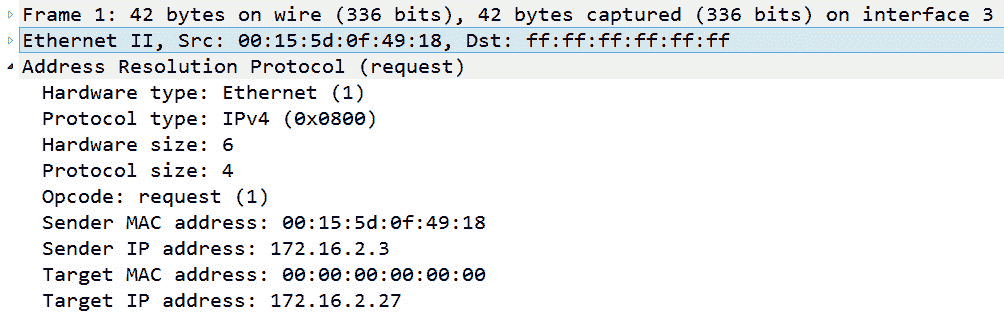 Frame 1: 42 bytes on wire (336 bits), 42 bytes captured (336 bits) on interface 3
Ethernet II, Src: 00:15:5d:0f:49:18, Dst: ff:ff:ff:ff:ff:ff
Address Resolution Protocol (request)
Hardware type: Ethernet (1)
Protocol type: IPv4 (0x0800)
Hardware size: 6
Protocol size: 4
Opcode: request (1)
Sender MAC address: 00:15:5d:0f:49:18
Sender IP address: 172.16.2.3
Target MAC address: 00:00:00:00:00:00
Target IP address: 172.16.2.27